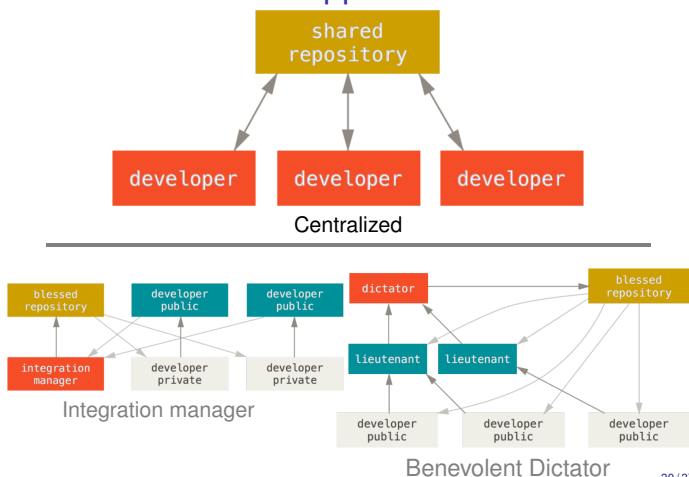 shared
repository
developer
developer
developer
Centralized
blessed
repository
developer
public
developer
public
integration
manager
developer
private
developer
private
Integration manager
dictator
blessed
repository
lieutenant
lieutenant
developer
public
developer
public
developer
public
Benevolent Dictator